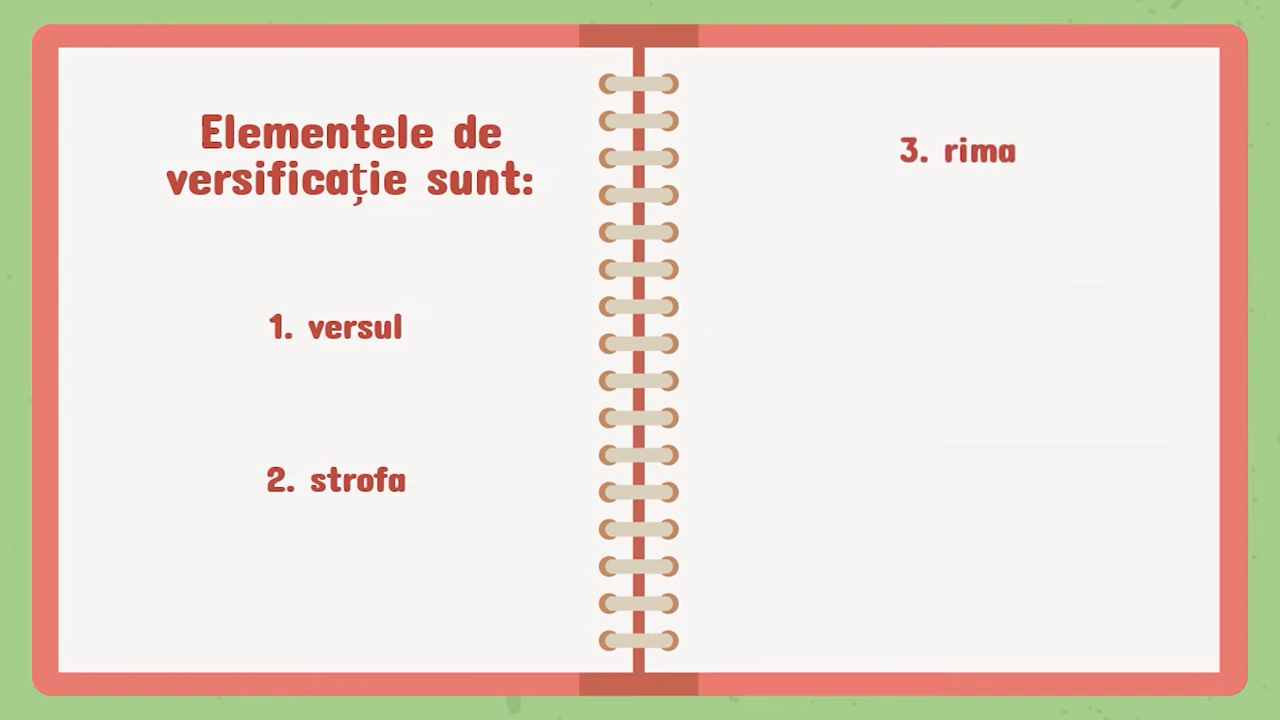 Elementele de
versificație sunt:
1. versul
2. strofa
3. rima